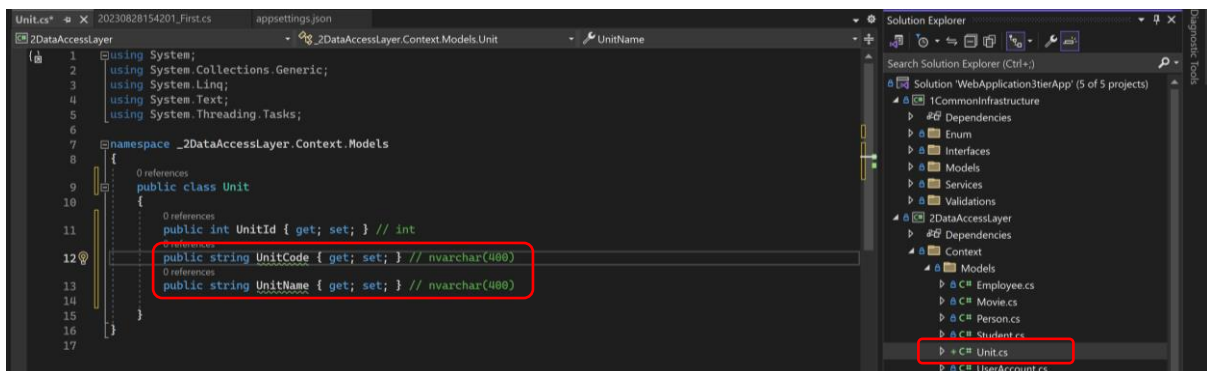 Unit.cs* 20230828154201_First.cs appsettings.json
2DataAccessLayer _2DataAccessLayer.Context.Models.Unit UnitName
1 using System;
2 using System.Collections.Generic;
3 using System.Linq;
4 using System.Text;
5 using System.Threading.Tasks;
6
7 namespace _2DataAccessLayer.Context.Models
8 {
0 references
9 public class Unit
10 {
0 references
11 public int UnitId { get; set; } // int
0 references
12 public string UnitCode { get; set; } // nvarchar(400)
0 references
13 public string UnitName { get; set; } // nvarchar(400)
14
15 }
16 }
17
Solution Explorer
Search Solution Explorer (Ctrl+;)
Solution 'WebApplication3tierApp' (5 of 5 projects)
1CommonInfrastructure
Dependencies
Enum
Interfaces
Models
Services
Validations
2DataAccessLayer
Dependencies
Context
Models
C# Employee.cs
C# Movie.cs
C# Person.cs
C# Student.cs
C# Unit.cs
C# UserAccount.cs
Diagnostic Tools